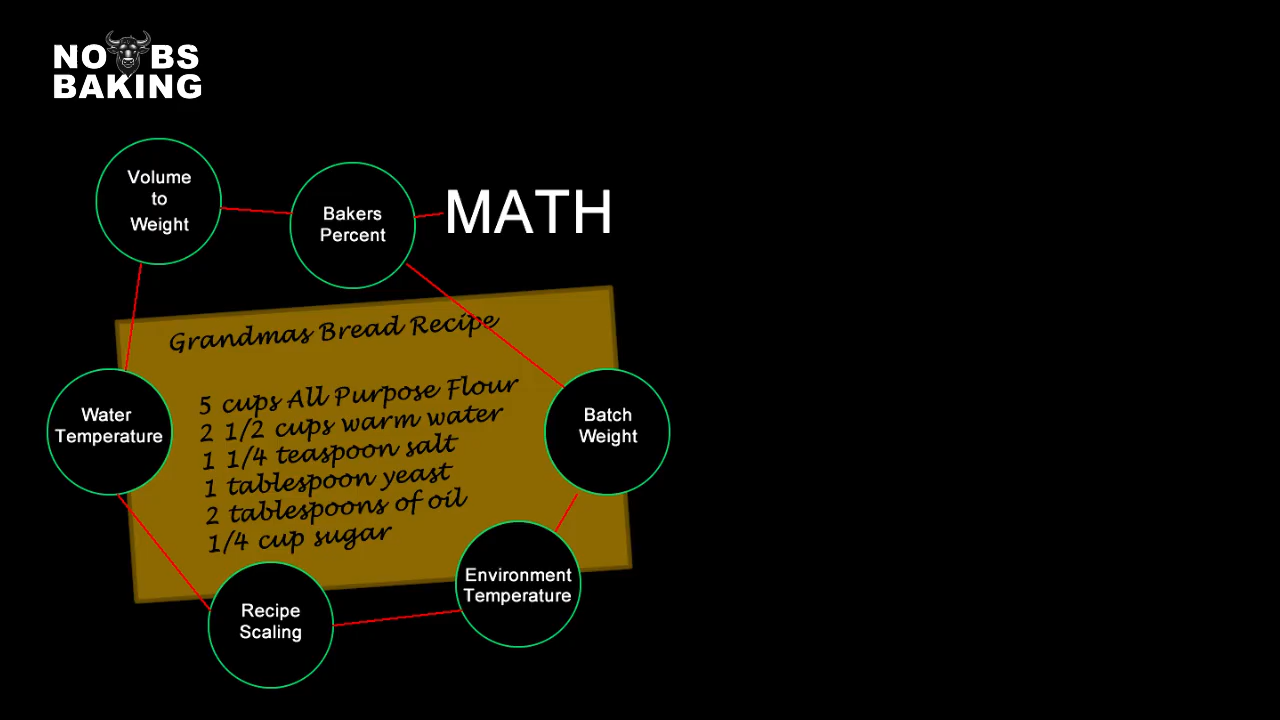 NO BS
BAKING
Volume
to
Weight
Bakers
Percent
MATH
Grandmas Bread Recipe
5 cups All Purpose Flour
2 1/2 cups warm water
1 1/4 teaspoon salt
1 tablespoon yeast
2 tablespoons of oil
1/4 cup sugar
Water
Temperature
Batch
Weight
Environment
Temperature
Recipe
Scaling